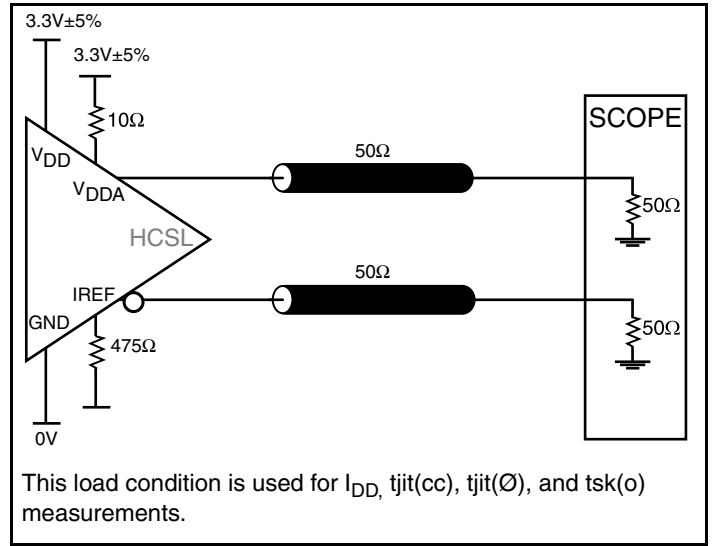 3.3V±5%
3.3V±5%
10Ω
SCOPE
50Ω
VDD
VDDA
50Ω
HCSL
50Ω
IREF
50Ω
GND
475Ω
0V
This load condition is used for IDD, tjit(cc), tjit(Ø), and tsk(o)
measurements.